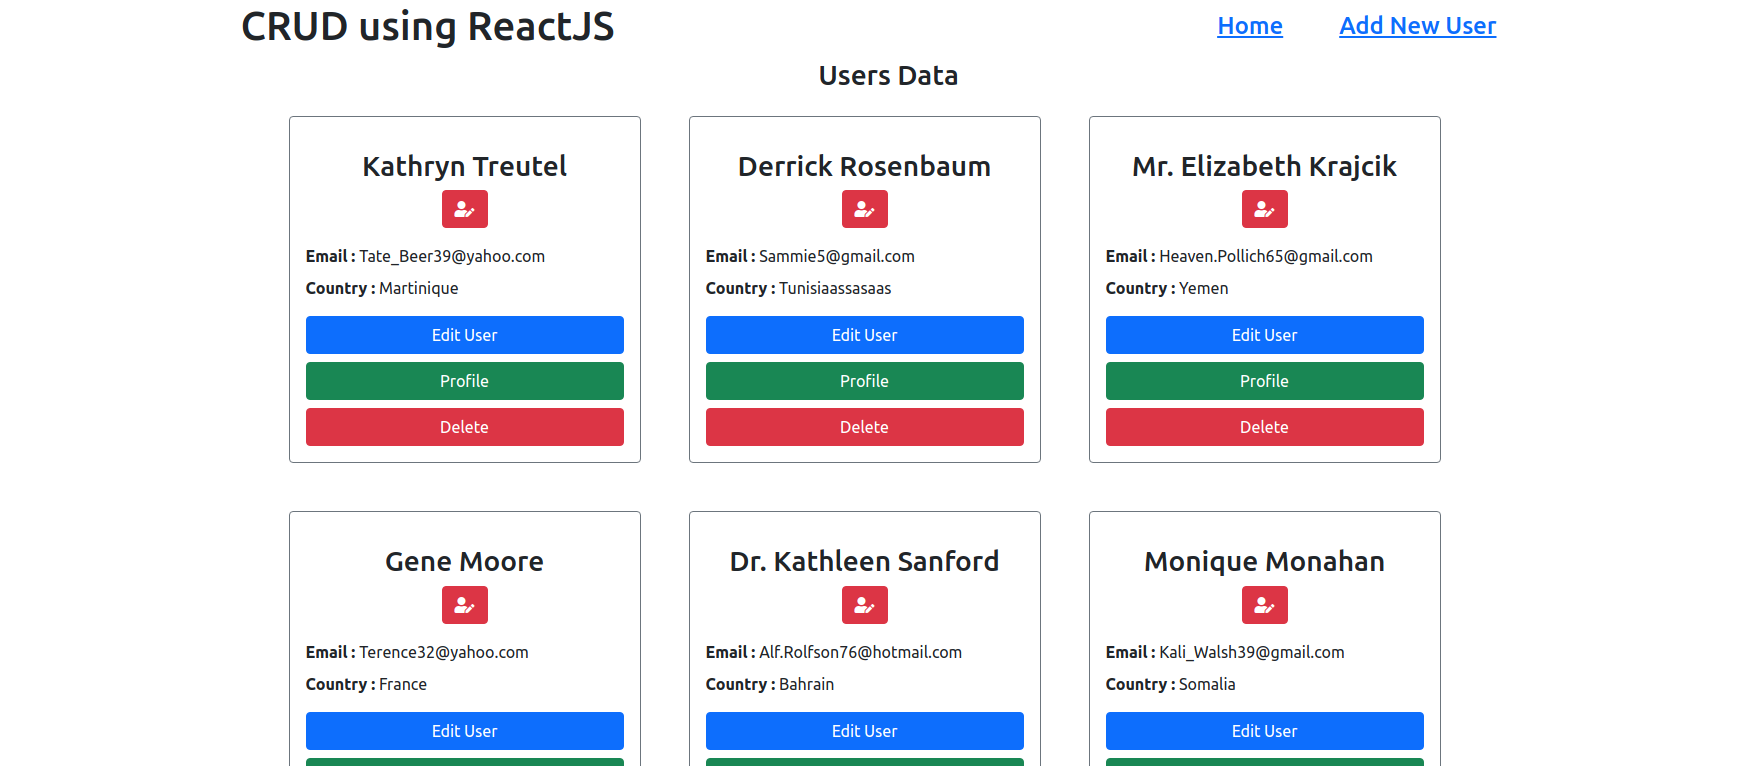 CRUD using ReactJS
Home
Add New User
Users Data
Kathryn Treutel
Email : Tate_Beer39@yahoo.com
Country : Martinique
Edit User
Profile
Delete
Derrick Rosenbaum
Email : Sammie5@gmail.com
Country : Tunisiaassasaas
Edit User
Profile
Delete
Mr. Elizabeth Krajcik
Email : Heaven.Pollich65@gmail.com
Country : Yemen
Edit User
Profile
Delete
Gene Moore
Email : Terence32@yahoo.com
Country : France
Edit User
Dr. Kathleen Sanford
Email : Alf.Rolfson76@hotmail.com
Country : Bahrain
Edit User
Monique Monahan
Email : Kali_Walsh39@gmail.com
Country : Somalia
Edit User